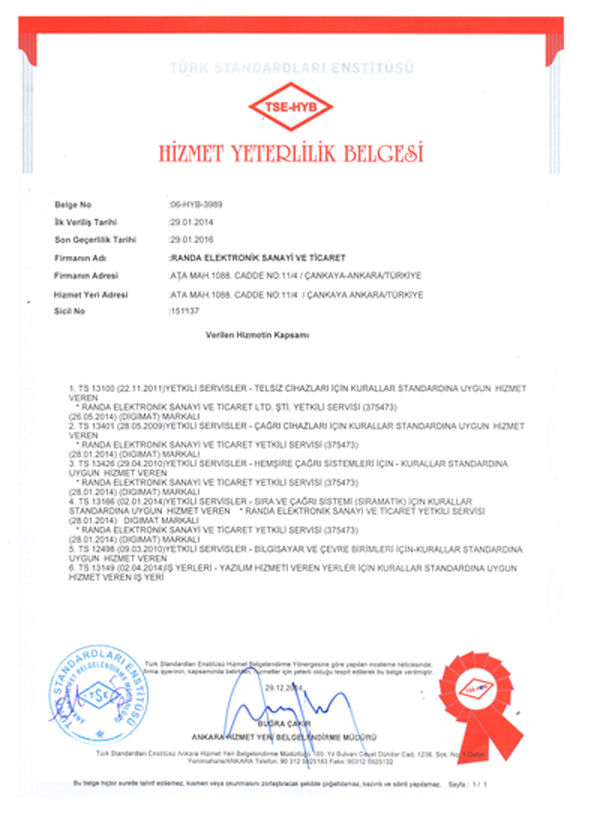 TÜRK STANDARDLARI ENSTİTÜSÜ
TSE-HYB
HİZMET YETERLİLİK BELGESİ
Belge No :06-HYB-3989
İlk Veriliş Tarihi :29.01.2014
Son Geçerlilik Tarihi :29.01.2016
Firmanın Adı :RANDA ELEKTRONİK SANAYİ VE TİCARET
Firmanın Adresi :ATA MAH.1088. CADDE NO.11/4 / ÇANKAYA-ANKARA/TÜRKİYE
Hizmet Yeri Adresi :ATA MAH.1088. CADDE NO.11/4 / ÇANKAYA ANKARA/TÜRKİYE
Sicil No :151137
Verilen Hizmetin Kapsamı
1. TS 13100 (22.11.2011)YETKİLİ SERVİSLER - TELSİZ CİHAZLARI İÇİN KURALLAR STANDARDINA UYGUN HİZMET
VEREN
* RANDA ELEKTRONİK SANAYİ VE TİCARET LTD. ŞTİ. YETKİLİ SERVİSİ (375473)
(26.05.2014) (DIGIMAT) MARKALI
2. TS 13401 (28.05.2009)YETKİLİ SERVİSLER - ÇAĞRI CİHAZLARI İÇİN KURALLAR STANDARDINA UYGUN HİZMET
VEREN
* RANDA ELEKTRONİK SANAYİ VE TİCARET YETKİLİ SERVİSİ (375473)
(28.01.2014) (DIGIMAT) MARKALI
3. TS 13426 (29.04.2010)YETKİLİ SERVİSLER - HEMŞİRE ÇAĞRI SİSTEMLERİ İÇİN - KURALLAR STANDARDINA
UYGUN HİZMET VEREN
* RANDA ELEKTRONİK SANAYİ VE TİCARET YETKİLİ SERVİSİ (375473)
(28.01.2014) (DIGIMAT) MARKALI
4. TS 13166 (02.01.2014)YETKİLİ SERVİSLER - SIRA VE ÇAĞRI SİSTEMİ (SIRAMATİK) İÇİN KURALLAR
STANDARDINA UYGUN HİZMET VEREN * RANDA ELEKTRONİK SANAYİ VE TİCARET YETKİLİ SERVİSİ
(28.01.2014) DIGIMAT MARKALI
* RANDA ELEKTRONİK SANAYİ VE TİCARET YETKİLİ SERVİSİ (375473)
(28.01.2014) (DIGIMAT) MARKALI
5. TS 12498 (09.03.2010)YETKİLİ SERVİSLER - BİLGİSAYAR VE ÇEVRE BİRİMLERİ İÇİN-KURALLAR STANDARDINA
UYGUN HİZMET VEREN
6. TS 13149 (02.04.2014)İŞ YERLERİ - YAZILIM HİZMETİ VEREN YERLER İÇİN KURALLAR STANDARDINA UYGUN
HİZMET VEREN İŞ YERİ
Türk Standardları Enstitüsü Hizmet Belgelendirme Yönergesine göre yapılan inceleme neticesinde,
firma işyerinin, kapsamında belirtilen, hizmetler için yeterli olduğu tespit edilerek bu belge verilmiştir.
29.12.2014
BUĞRA ÇAKIR
ANKARA HİZMET YERİ BELGELENDİRME MÜDÜRÜ
Türk Standardları Enstitüsü Ankara Hizmet Yeri Belgelendirme Müdürlüğü 100. Yıl Bulvarı Cevat Dündar Cad. 1236. Sok. No:1
Yenimahalle/ANKARA Telefon: 90 312 5925183 Faks: 90312 5925132
Bu belge hiçbir suretle tahrif edilemez, kısmen veya okunmasını zorlaştıracak şekilde çoğaltılamaz, kazıntı ve silinti yapılamaz. Sayfa : 1/ 1
TÜRK STANDARDLARI ENSTİTÜSÜ
TSE
TSE-HYB